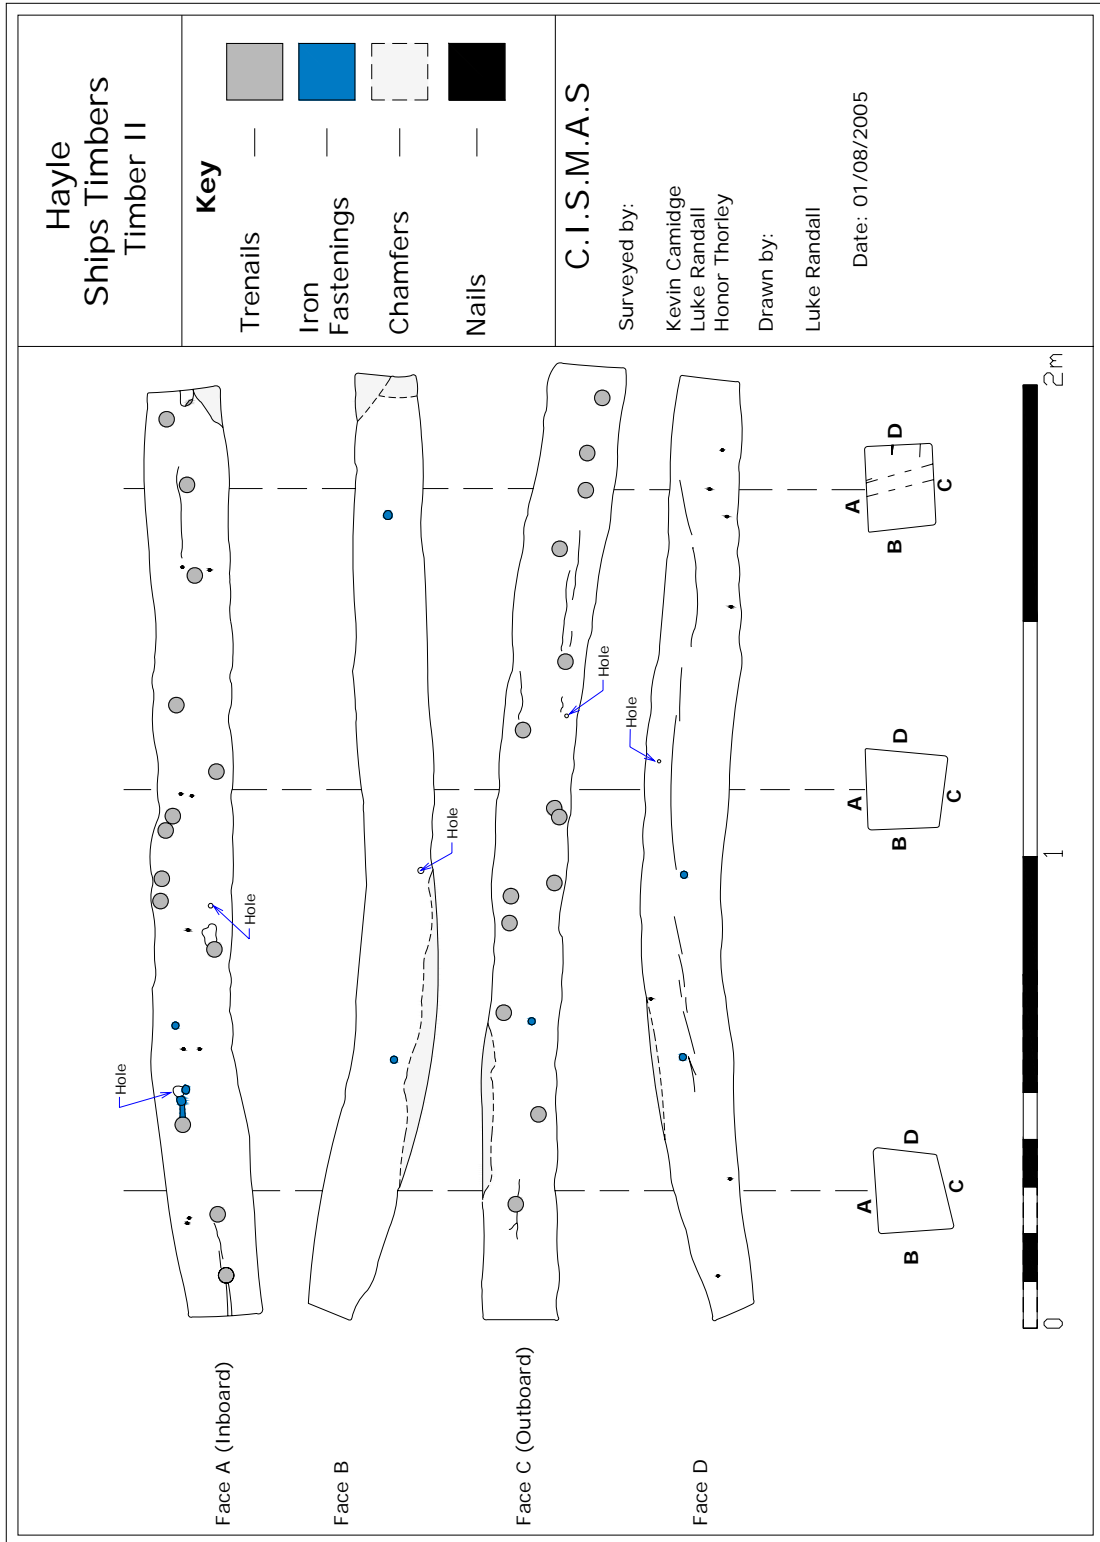 Hayle
Ships Timbers
Timber II
Key
Trenails
Iron
Fastenings
Chamfers
Nails
C.I.S.M.A.S
Surveyed by:
Kevin Camidge
Luke Randall
Honor Thorley
Drawn by:
Luke Randall
Date: 01/08/2005
Face A (Inboard)
Hole
Hole
Face B
Hole
Face C (Outboard)
Hole
Face D
Hole
A
B
C
D
A
B
C
D
A
B
C
D
0
1
2m